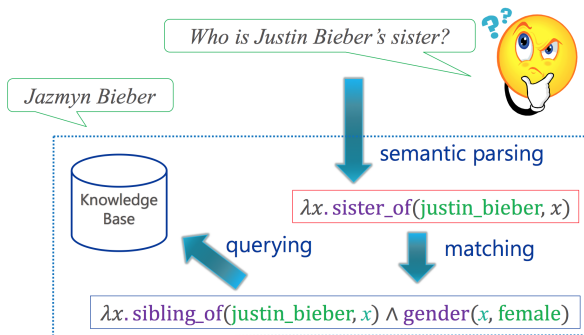 Who is Justin Bieber's sister?
??
Jazmyn Bieber
semantic parsing
Knowledge
Base
λx. sister_of(justin_bieber, x)
querying
matching
λx. sibling_of(justin_bieber, x) ∧ gender(x, female)